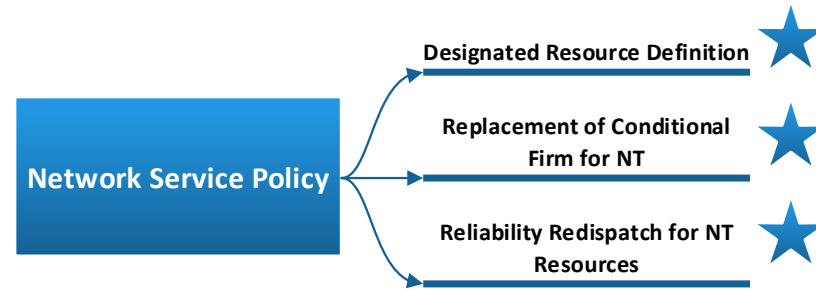 Designated Resource Definition
Network Service Policy
Replacement of Conditional
Firm for NT
Reliability Redispatch for NT
Resources